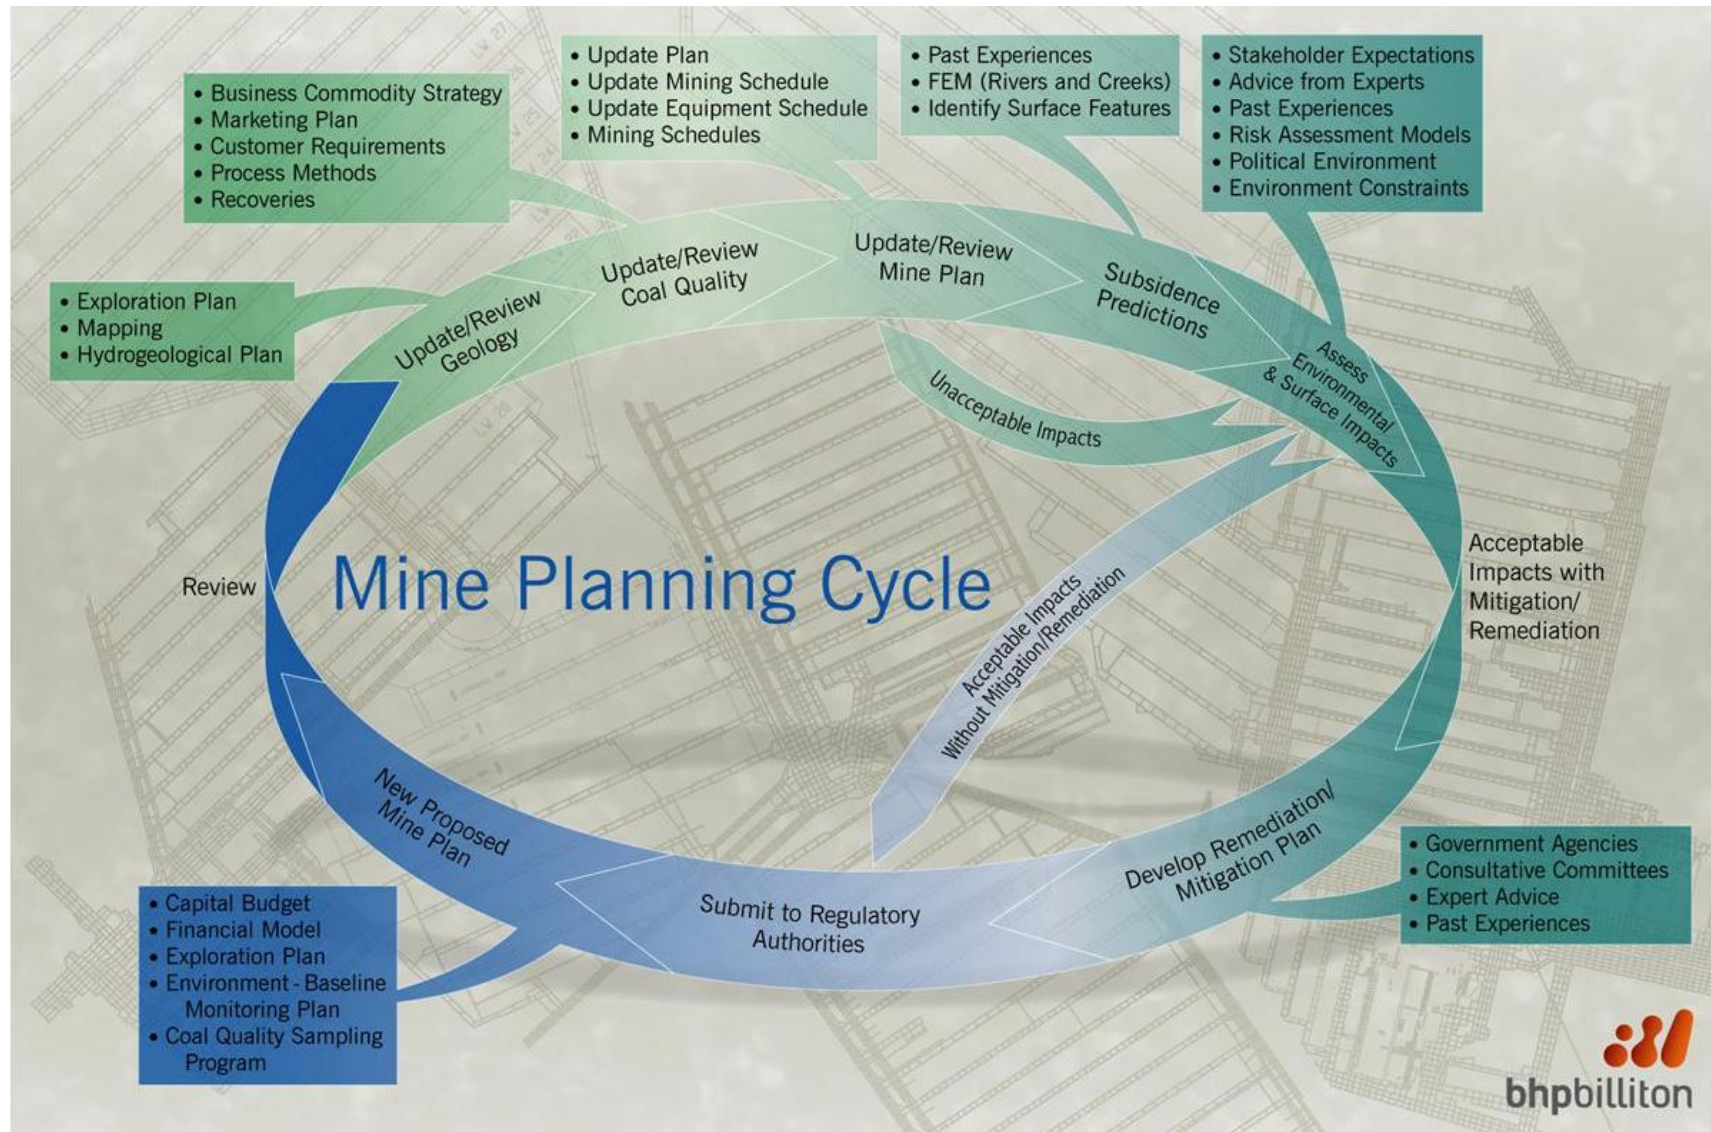 • Update Plan
• Update Mining Schedule
• Update Equipment Schedule
• Mining Schedules
• Past Experiences
• FEM (Rivers and Creeks)
• Identify Surface Features
• Stakeholder Expectations
• Advice from Experts
• Past Experiences
• Risk Assessment Models
• Political Environment
• Environment Constraints
• Business Commodity Strategy
• Marketing Plan
• Customer Requirements
• Process Methods
• Recoveries
• Exploration Plan
• Mapping
• Hydrogeological Plan
Update/Review
Geology
Update/Review
Coal Quality
Update/Review
Mine Plan
Subsidence
Predictions
Assess
Environmental
& Surface Impacts
Unacceptable Impacts
Acceptable Impacts
Without Mitigation/Remediation
Acceptable
Impacts with
Mitigation/
Remediation
Review
Mine Planning Cycle
New Proposed
Mine Plan
Submit to Regulatory
Authorities
Develop Remediation/
Mitigation Plan
• Government Agencies
• Consultative Committees
• Expert Advice
• Past Experiences
• Capital Budget
• Financial Model
• Exploration Plan
• Environment - Baseline
Monitoring Plan
• Coal Quality Sampling
Program
LW 27
LW 20
bhpbilliton